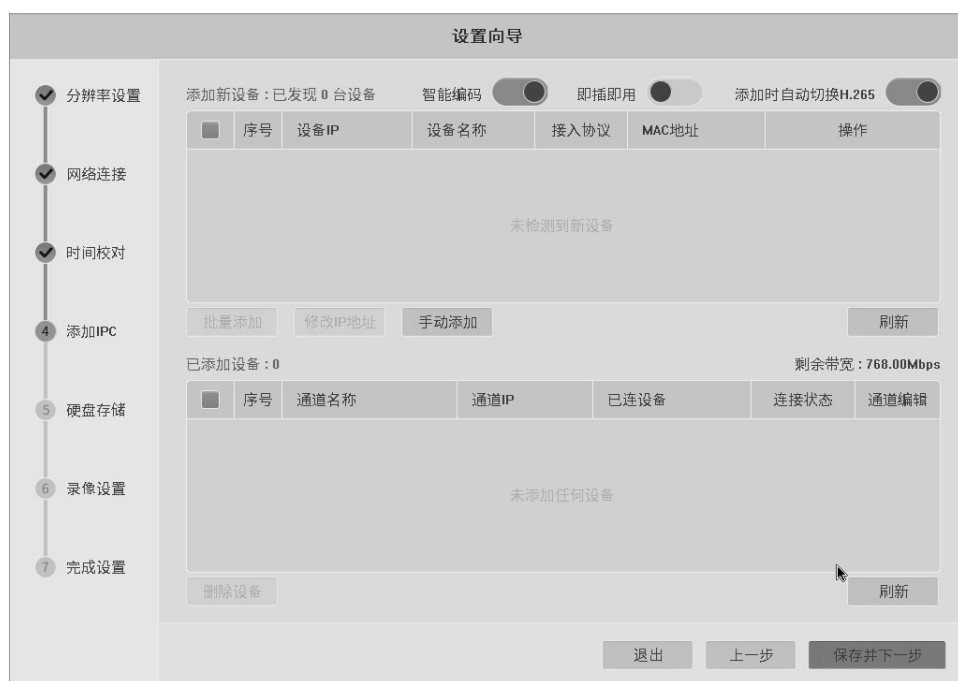 设置向导
分辨率设置
网络连接
时间校对
4 添加IPC
5 硬盘存储
6 录像设置
7 完成设置
添加新设备:已发现 0 台设备 智能编码 即插即用 添加时自动切换H.265
序号 设备IP 设备名称 接入协议 MAC地址 操作
未检测到新设备
批量添加 修改IP地址 手动添加 刷新
已添加设备:0 剩余带宽:768.00Mbps
序号 通道名称 通道IP 已连设备 连接状态 通道编辑
未添加任何设备
删除设备 刷新
退出 上一步 保存并下一步